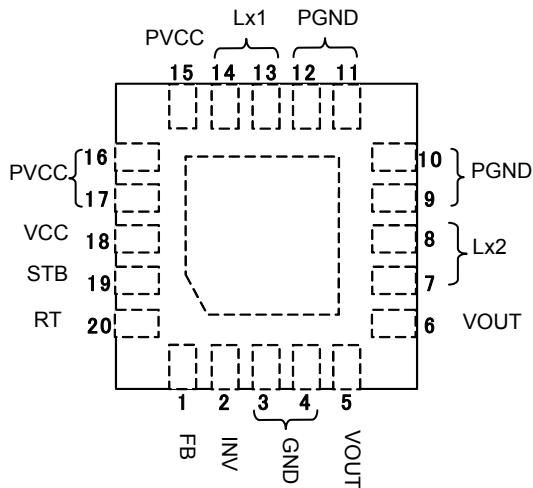 Lx1 PGND
PVCC
15 14 13 12 11
16 10
PVCC PGND
17 9
VCC 18 8
Lx2
STB 19 7
RT 20 6 VOUT
1 2 3 4 5
FB INV GND VOUT